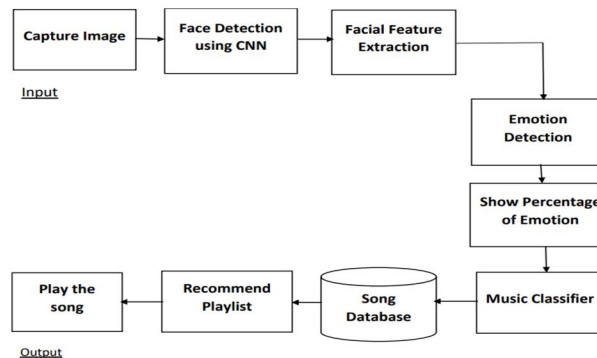 Capture Image
Face Detection
using CNN
Facial Feature
Extraction
Input
Emotion
Detection
Show Percentage
of Emotion
Music Classifier
Song
Database
Recommend
Playlist
Play the
song
Output